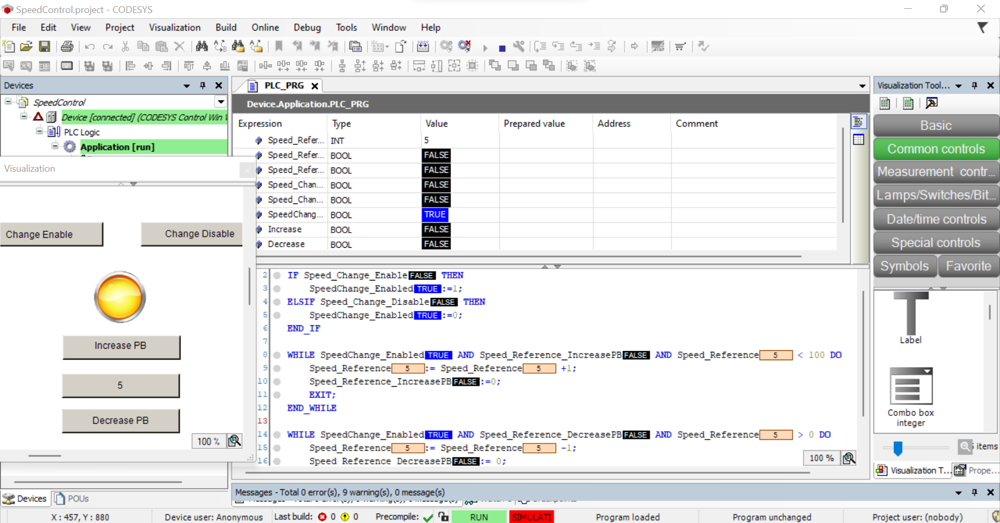 SpeedControl.project - CODESYS
File Edit View Project Visualization Build Online Debug Tools Window Help
Devices
SpeedControl
Device [connected] (CODESYS Control Win V
PLC Logic
Application [run]
Visualization
Change Enable
Change Disable
Increase PB
5
Decrease PB
100 %
Devices POUs
PLC_PRG
Device.Application.PLC_PRG
Expression Type Value Prepared value Address Comment
Speed_Refer... INT 5
Speed_Refer... BOOL FALSE
Speed_Refer... BOOL FALSE
Speed_Chan... BOOL FALSE
Speed_Chan... BOOL FALSE
SpeedChang... BOOL TRUE
Increase BOOL FALSE
Decrease BOOL FALSE
2 IF Speed_Change_Enable FALSE THEN
3 SpeedChange_Enabled TRUE :=1;
4 ELSIF Speed_Change_Disable FALSE THEN
5 SpeedChange_Enabled TRUE :=0;
6 END_IF
7
8 WHILE SpeedChange_Enabled TRUE AND Speed_Reference_IncreasePB FALSE AND Speed_Reference 5 < 100 DO
9 Speed_Reference 5 := Speed_Reference 5 +1;
10 Speed_Reference_IncreasePB FALSE :=0;
11 EXIT;
12 END_WHILE
13
14 WHILE SpeedChange_Enabled TRUE AND Speed_Reference_DecreasePB FALSE AND Speed_Reference 5 > 0 DO
15 Speed_Reference 5 := Speed_Reference 5 -1;
16 Speed Reference DecreasePB FALSE := 0;
100 %
Messages - Total 0 error(s), 9 warning(s), 0 message(s)
Visualization Tool...
Basic
Common controls
Measurement contr...
Lamps/Switches/Bit...
Date/time controls
Special controls
Symbols Favorite
Label
Combo box
integer
items
Visualization T... Prope...
X : 457, Y : 880 Device user: Anonymous Last build: 0 0 Precompile: RUN SIMULATI Program loaded Program unchanged Project user: (nobody)